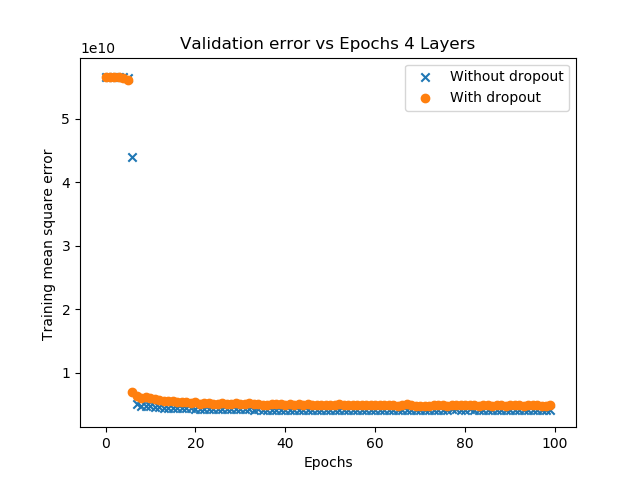 Validation error vs Epochs 4 Layers
1e10
Without dropout
With dropout
5
4
3
2
1
Training mean square error
0 20 40 60 80 100
Epochs